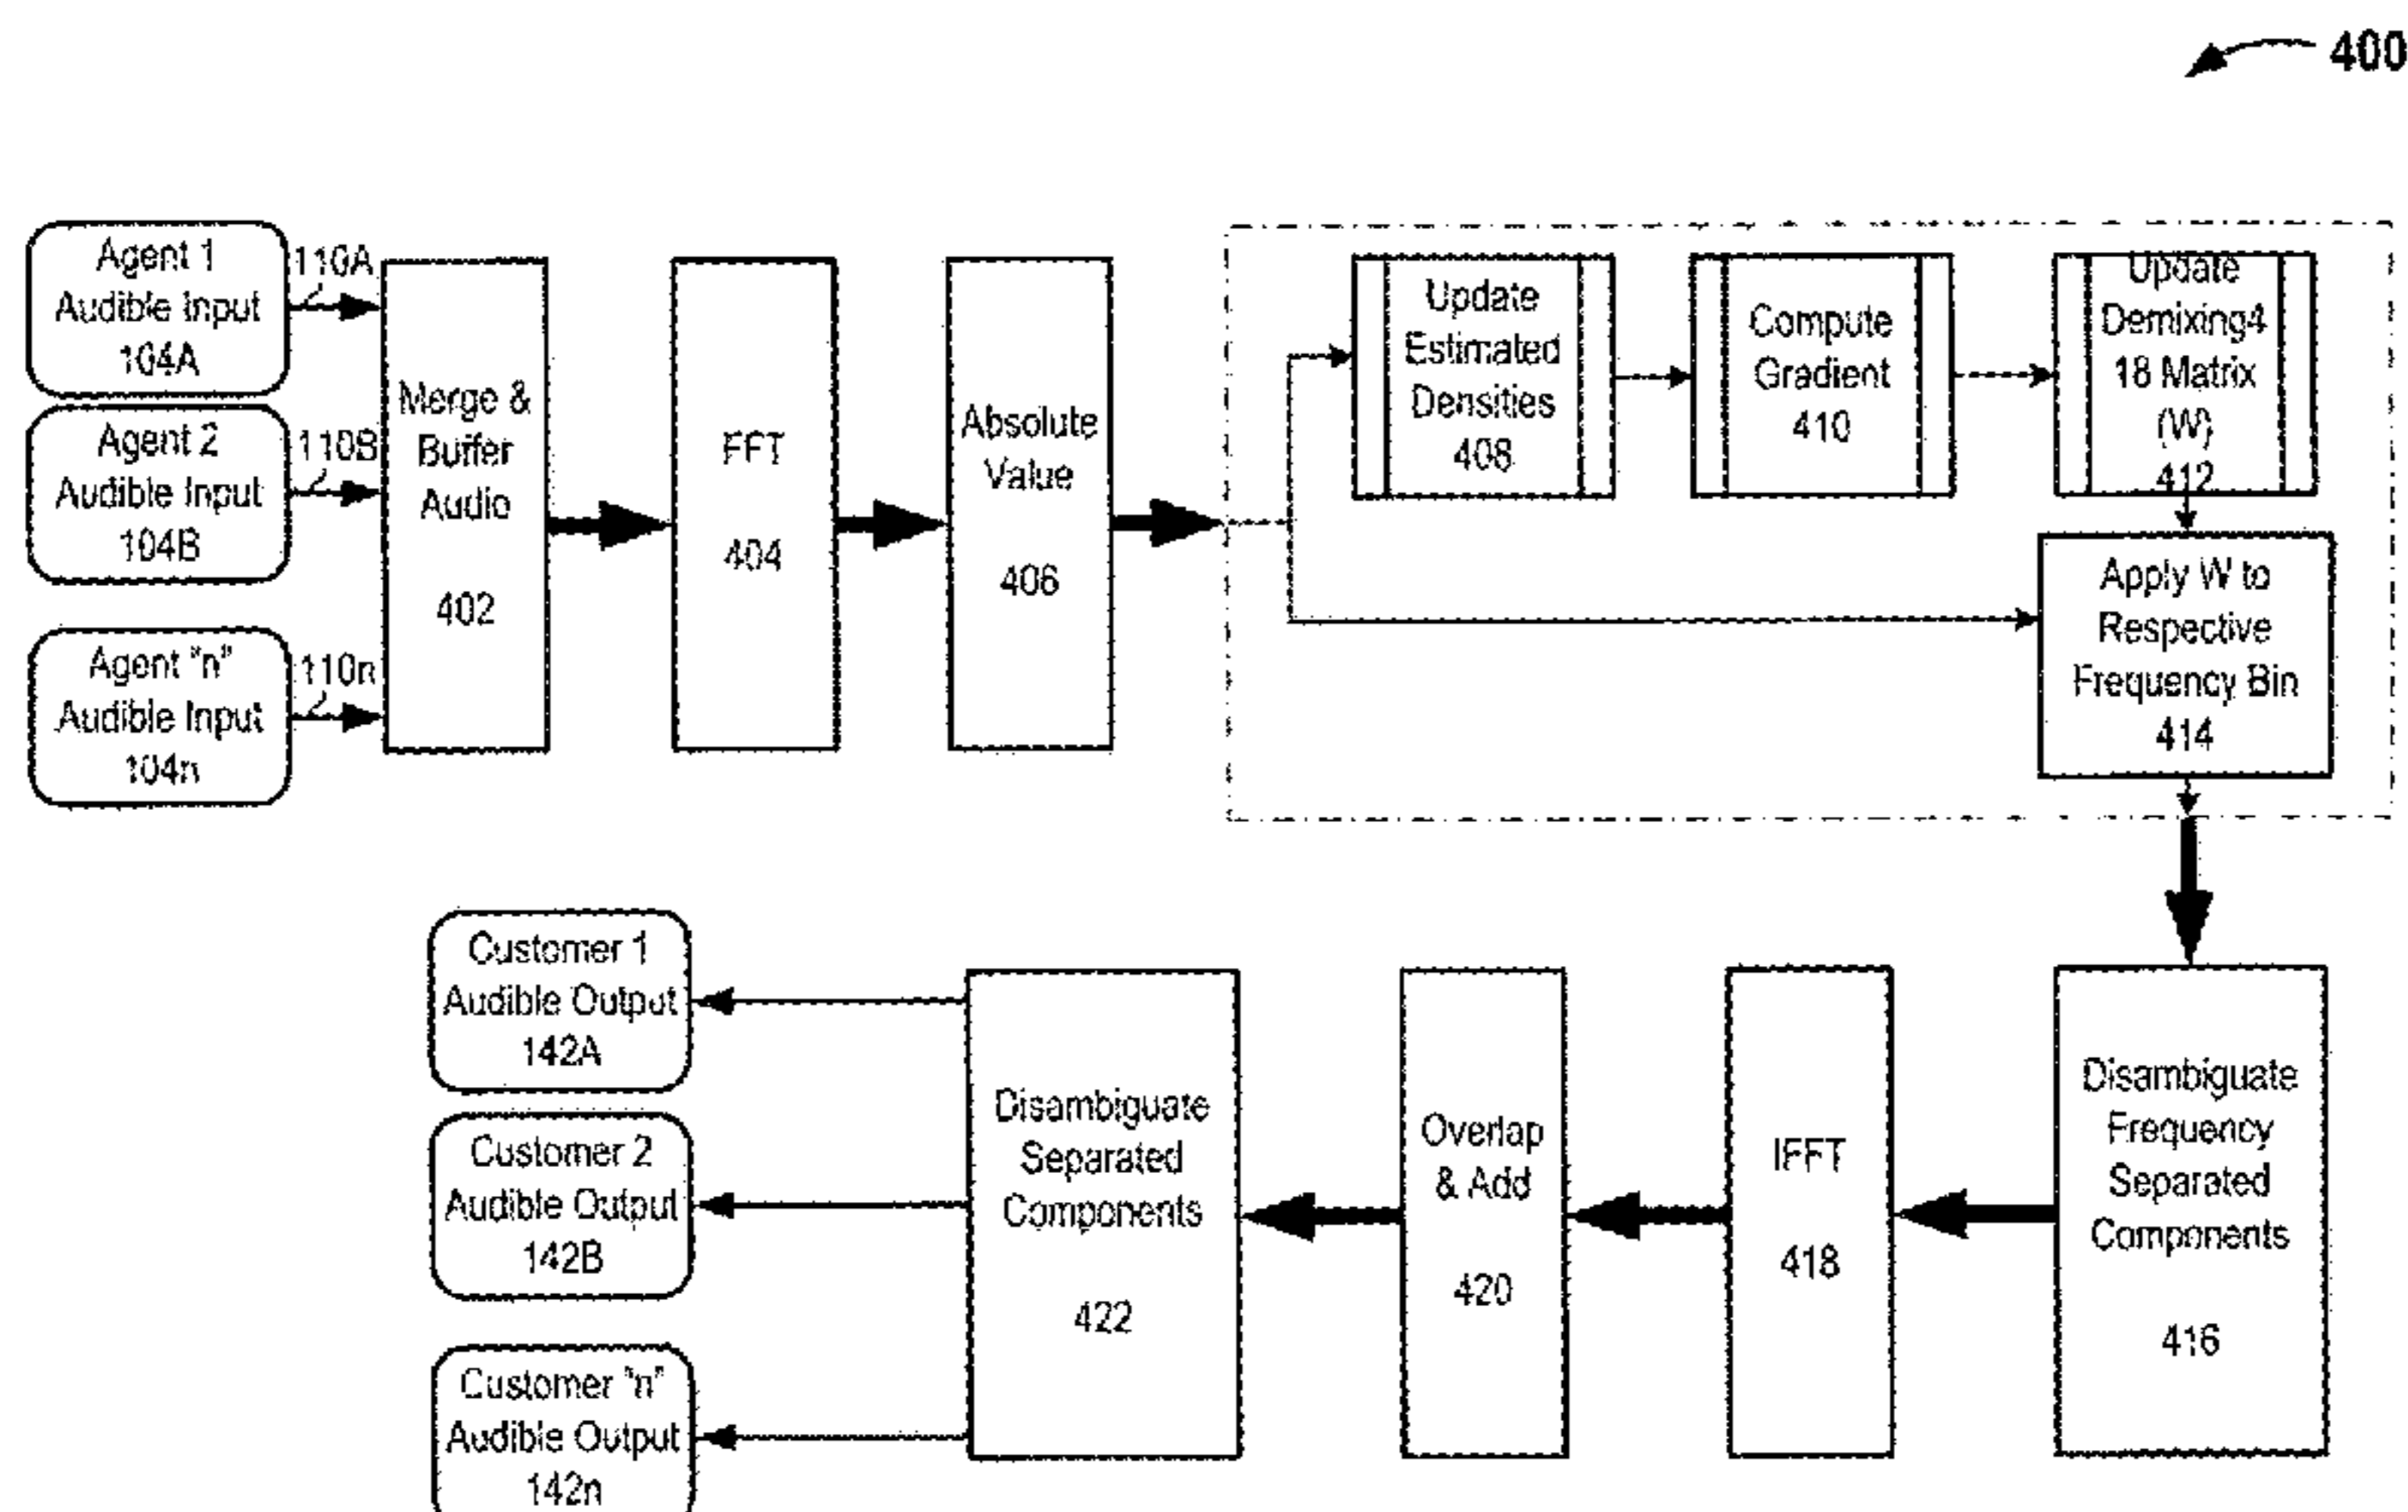 400
Agent 1
Audible Input
104A
110A
Agent 2
Audible Input
104B
110B
Agent "n"
Audible Input
104n
110n
Merge &
Buffer
Audio
402
FFT
404
Absolute
Value
406
Update
Estimated
Densities
408
Compute
Gradient
410
Update
Demixing4
18 Matrix
(W)
412
Apply W to
Respective
Frequency Bin
414
Customer 1
Audible Output
142A
Customer 2
Audible Output
142B
Customer "n"
Audible Output
142n
Disambiguate
Separated
Components
422
Overlap
& Add
420
IFFT
418
Disambiguate
Frequency
Separated
Components
416